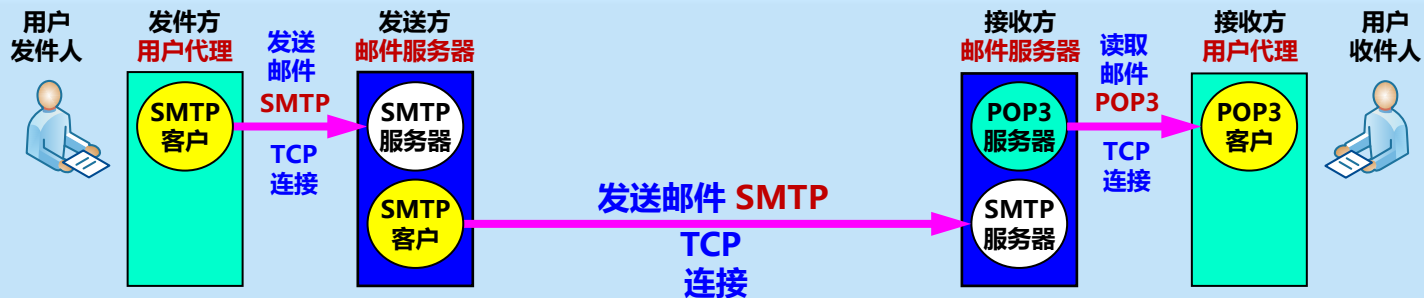 用户
发件人
发件方
用户代理
发送
邮件
SMTP
TCP
连接
发送方
邮件服务器
SMTP
客户
SMTP
服务器
SMTP
客户
发送邮件 SMTP
TCP
连接
接收方
邮件服务器
POP3
服务器
SMTP
服务器
读取
邮件
POP3
TCP
连接
接收方
用户代理
POP3
客户
用户
收件人